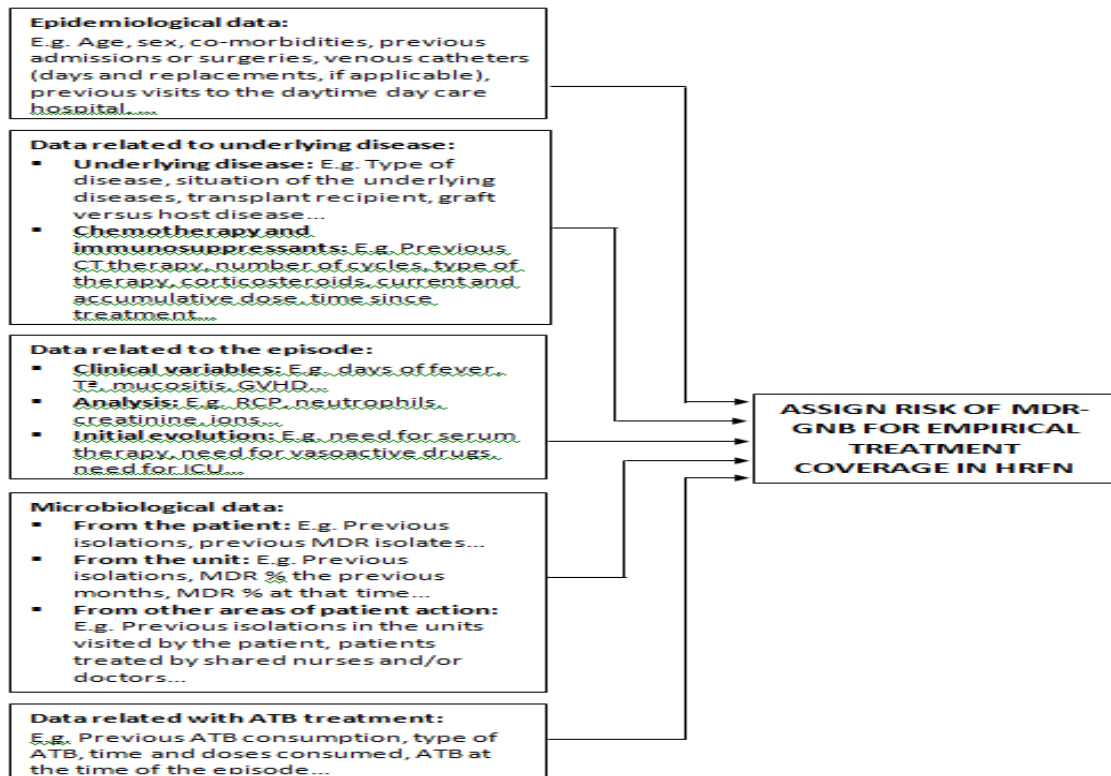 Epidemiological data:
E.g. Age, sex, co-morbidities, previous
admissions or surgeries, venous catheters
(days and replacements, if applicable),
previous visits to the daytime day care
hospital, ...
Data related to underlying disease:
▪ Underlying disease: E.g. Type of
disease, situation of the underlying
diseases, transplant recipient, graft
versus host disease...
▪ Chemotherapy and
immunosuppressants: E.g. Previous
CT therapy, number of cycles, type of
therapy, corticosteroids, current and
accumulative dose, time since
treatment...
Data related to the episode:
▪ Clinical variables: E.g. days of fever,
Tª, mucositis, GVHD...
▪ Analysis: E.g. RCP, neutrophils,
creatinine, ions...
▪ Initial evolution: E.g. need for serum
therapy, need for vasoactive drugs,
need for ICU...
Microbiological data:
▪ From the patient: E.g. Previous
isolations, previous MDR isolates...
▪ From the unit: E.g. Previous
isolations, MDR % the previous
months, MDR % at that time...
▪ From other areas of patient action:
E.g. Previous isolations in the units
visited by the patient, patients
treated by shared nurses and/or
doctors...
Data related with ATB treatment:
E.g. Previous ATB consumption, type of
ATB, time and doses consumed, ATB at
the time of the episode...
ASSIGN RISK OF MDR-
GNB FOR EMPIRICAL
TREATMENT
COVERAGE IN HRFN